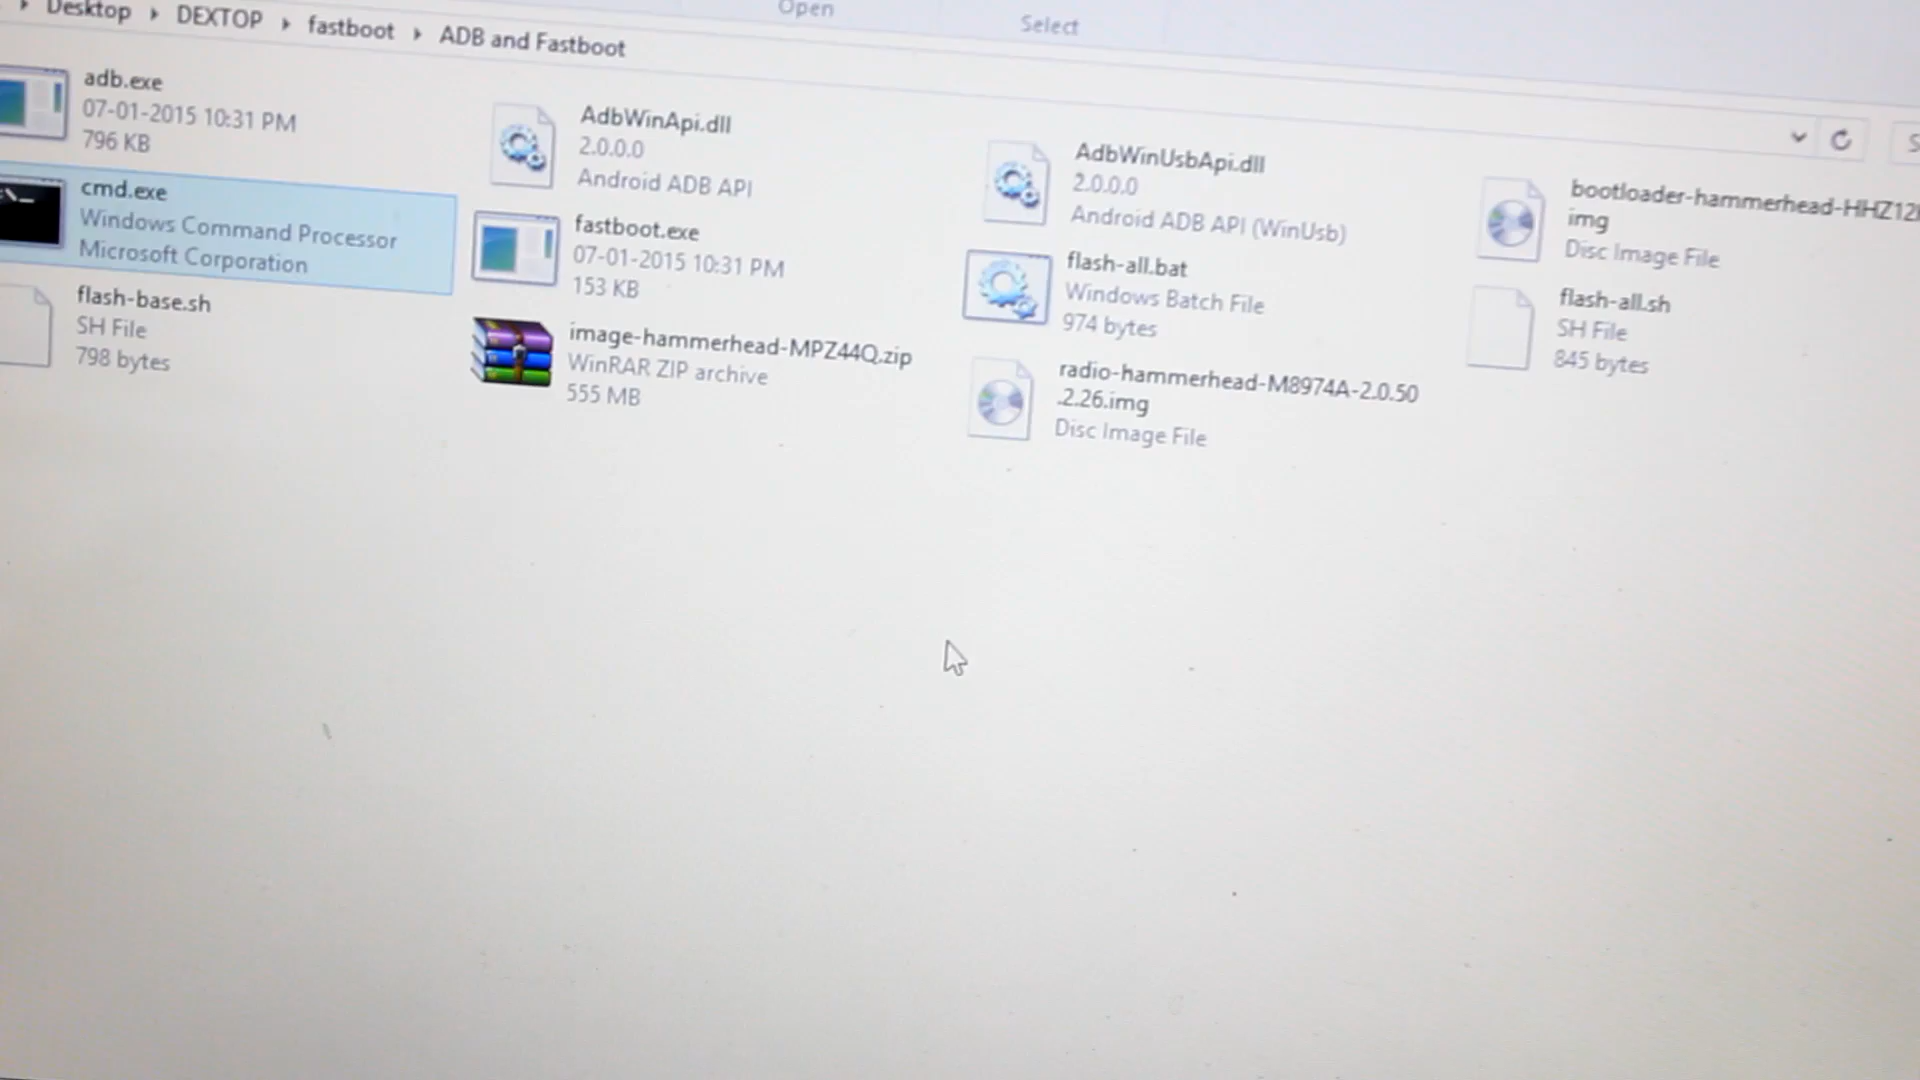 Open
Select
Desktop
DEXTOP
fastboot
ADB and Fastboot
adb.exe
07-01-2015 10:31 PM
796 KB
AdbWinApi.dll
2.0.0.0
Android ADB API
AdbWinUsbApi.dll
2.0.0.0
Android ADB API (WinUsb)
bootloader-hammerhead-HHZ12
img
Disc Image File
cmd.exe
Windows Command Processor
Microsoft Corporation
fastboot.exe
07-01-2015 10:31 PM
153 KB
flash-all.bat
Windows Batch File
974 bytes
flash-all.sh
SH File
845 bytes
flash-base.sh
SH File
798 bytes
image-hammerhead-MPZ44Q.zip
WinRAR ZIP archive
555 MB
radio-hammerhead-M8974A-2.0.50
.2.26.img
Disc Image File